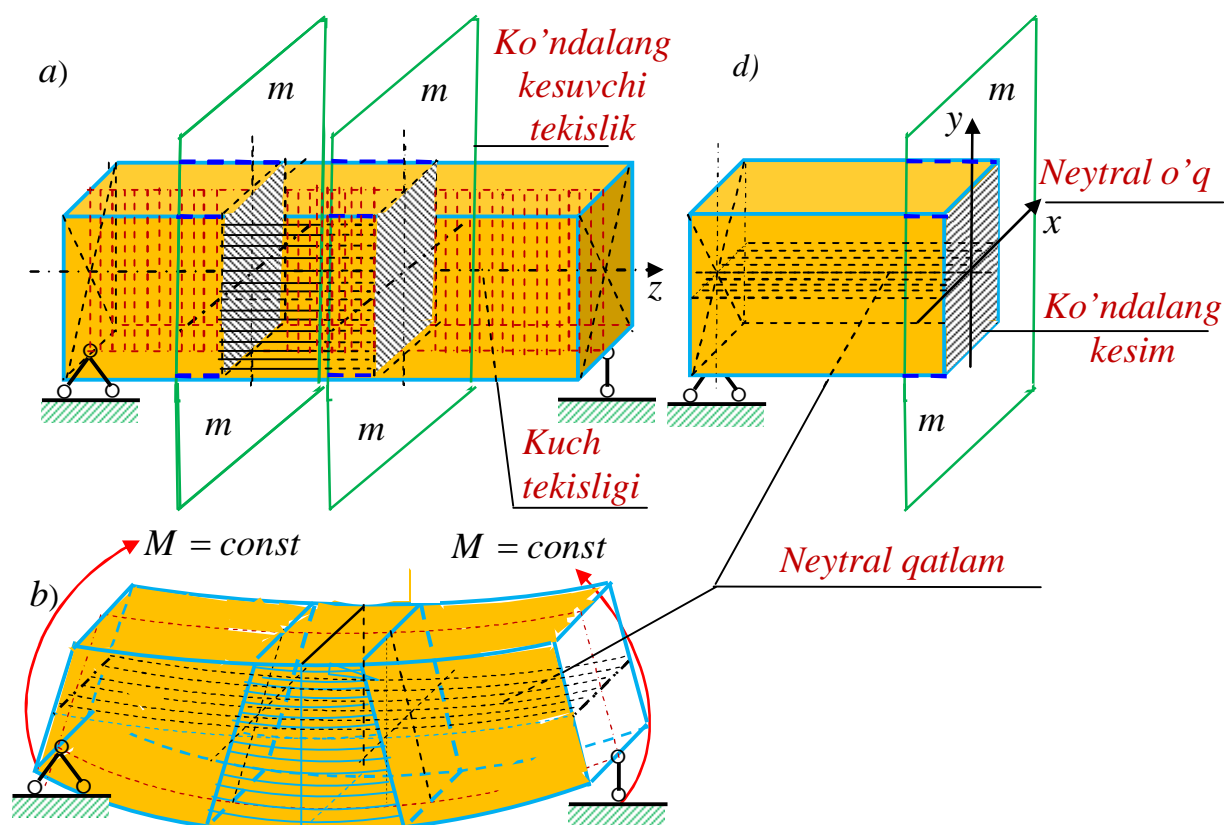 a)
m
m
Ko’ndalang
kesuvchi
tekislik
z
m
m
Kuch
tekisligi
d)
m
y
Neytral o’q
x
Ko’ndalang
kesim
m
M = const
M = const
Neytral qatlam
b)